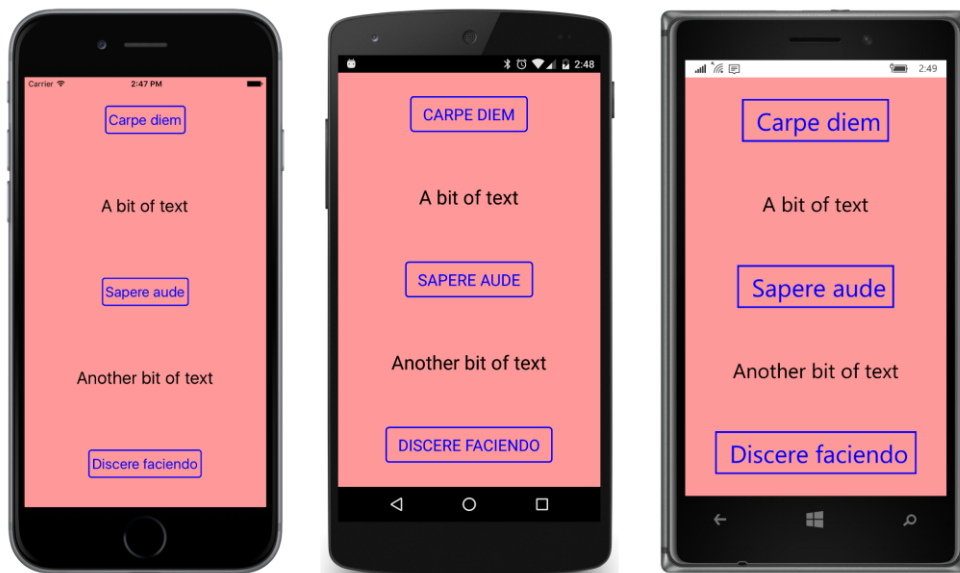 Carrier 2:47 PM
Carpe diem
A bit of text
Sapere aude
Another bit of text
Discere faciendo
2:48
CARPE DIEM
A bit of text
SAPERE AUDE
Another bit of text
DISCERE FACIENDO
2:49
Carpe diem
A bit of text
Sapere aude
Another bit of text
Discere faciendo